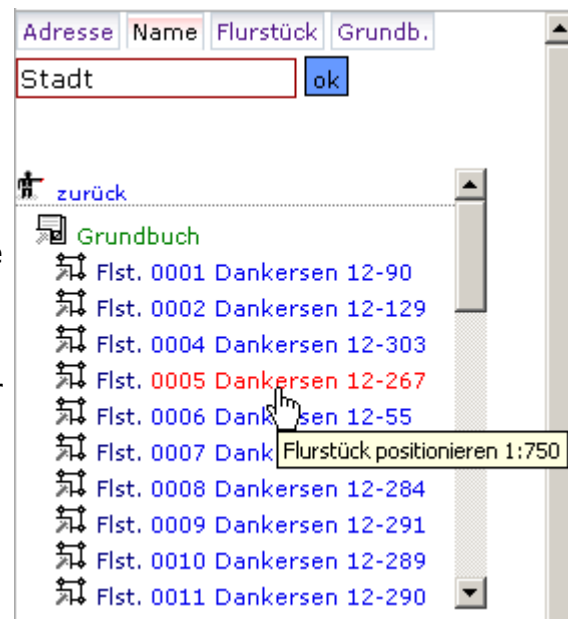 Adresse Name Flurstück Grundb.
Stadt ok
zurück
Grundbuch
Flst. 0001 Dankersen 12-90
Flst. 0002 Dankersen 12-129
Flst. 0004 Dankersen 12-303
Flst. 0005 Dankersen 12-267
Flst. 0006 Dank sen 12-55
Flst. 0007 Dank Flurstück positionieren 1:750
Flst. 0008 Dankersen 12-284
Flst. 0009 Dankersen 12-291
Flst. 0010 Dankersen 12-289
Flst. 0011 Dankersen 12-290